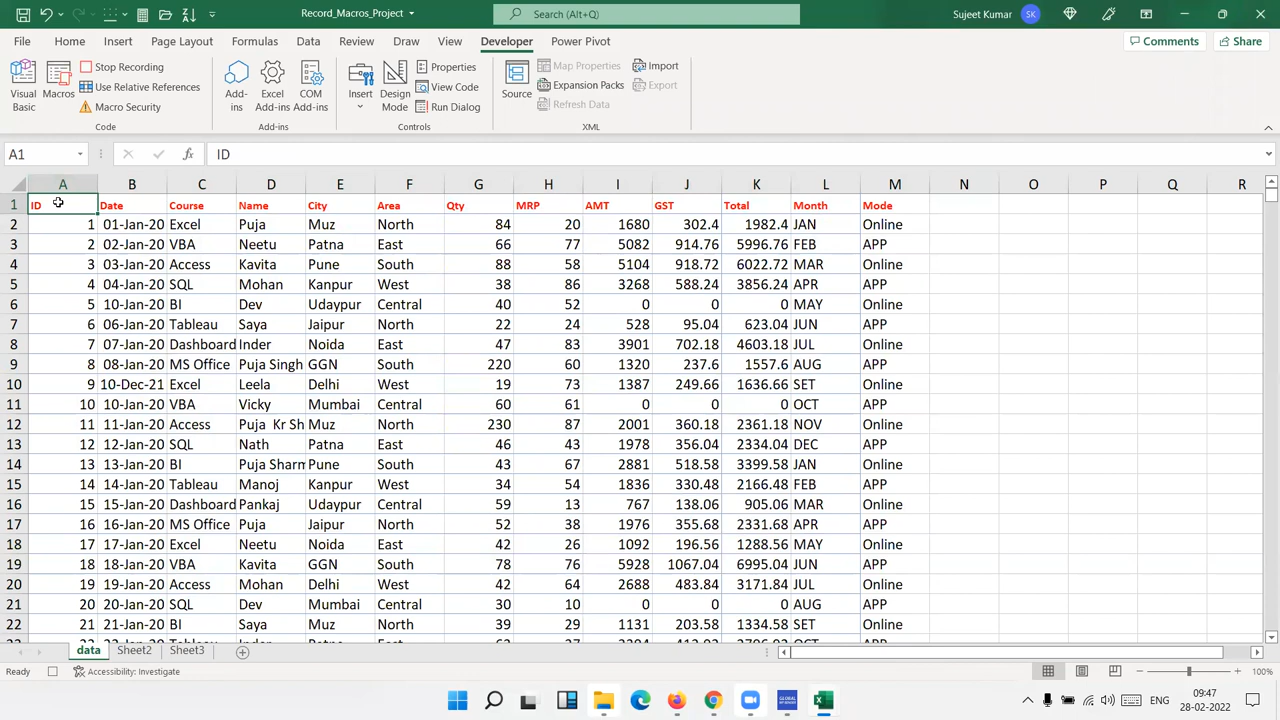 Record_Macros_Project
Search (Alt+Q)
Sujeet Kumar SK
File Home Insert Page Layout Formulas Data Review View Draw Developer Power Pivot Comments Share
Visual Basic
Macros
Stop Recording
Use Relative References
Macro Security
Code
Add-ins
Excel Add-ins
COM Add-ins
Add-ins
Insert
Design Mode
Properties
View Code
Run Dialog
Controls
Source
Map Properties
Expansion Packs
Refresh Data
Import
Export
XML
A1 fx ID
A B C D E F G H I J K L M N O P Q R
1 ID Date Course Name City Area Qty MRP AMT GST Total Month Mode
2 1 01-Jan-20 Excel Puja Muz North 84 20 1680 302.4 1982.4 JAN Online
3 2 02-Jan-20 VBA Neetu Patna East 66 77 5082 914.76 5996.76 FEB APP
4 3 03-Jan-20 Access Kavita Pune South 88 58 5104 918.72 6022.72 MAR Online
5 4 04-Jan-20 SQL Mohan Kanpur West 38 86 3268 588.24 3856.24 APR APP
6 5 10-Jan-20 BI Dev Udaypur Central 40 52 0 0 0 MAY Online
7 6 06-Jan-20 Tableau Saya Jaipur North 22 24 528 95.04 623.04 JUN APP
8 7 07-Jan-20 Dashboard Inder Noida East 47 83 3901 702.18 4603.18 JUL Online
9 8 08-Jan-20 MS Office Puja Singh GGN South 220 60 1320 237.6 1557.6 AUG APP
10 9 10-Dec-21 Excel Leela Delhi West 19 73 1387 249.66 1636.66 SET Online
11 10 10-Jan-20 VBA Vicky Mumbai Central 60 61 0 0 0 OCT APP
12 11 11-Jan-20 Access Puja Kr Sh Muz North 230 87 2001 360.18 2361.18 NOV Online
13 12 12-Jan-20 SQL Nath Patna East 46 43 1978 356.04 2334.04 DEC APP
14 13 13-Jan-20 BI Puja Sharm Pune South 43 67 2881 518.58 3399.58 JAN Online
15 14 14-Jan-20 Tableau Manoj Kanpur West 34 54 1836 330.48 2166.48 FEB APP
16 15 15-Jan-20 Dashboard Pankaj Udaypur Central 59 13 767 138.06 905.06 MAR Online
17 16 16-Jan-20 MS Office Puja Jaipur North 52 38 1976 355.68 2331.68 APR APP
18 17 17-Jan-20 Excel Neetu Noida East 42 26 1092 196.56 1288.56 MAY Online
19 18 18-Jan-20 VBA Kavita GGN South 78 76 5928 1067.04 6995.04 JUN APP
20 19 19-Jan-20 Access Mohan Delhi West 42 64 2688 483.84 3171.84 JUL Online
21 20 20-Jan-20 SQL Dev Mumbai Central 30 10 0 0 0 AUG APP
22 21 21-Jan-20 BI Saya Muz North 39 29 1131 203.58 1334.58 SET Online
data Sheet2 Sheet3
Ready Accessibility: Investigate 100%
ENG 09:47
28-02-2022